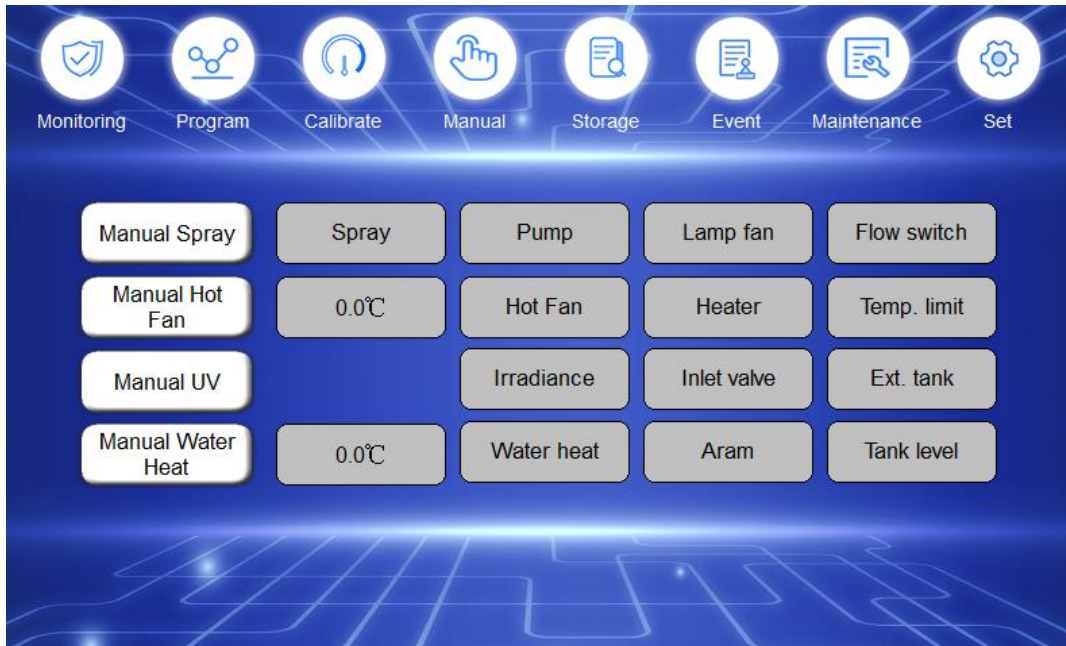 Monitoring Program Calibrate Manual Storage Event Maintenance Set
Manual Spray Spray Pump Lamp fan Flow switch
Manual Hot
Fan
0.0℃ Hot Fan Heater Temp. limit
Manual UV Irradiance Inlet valve Ext. tank
Manual Water
Heat
0.0℃ Water heat Aram Tank level